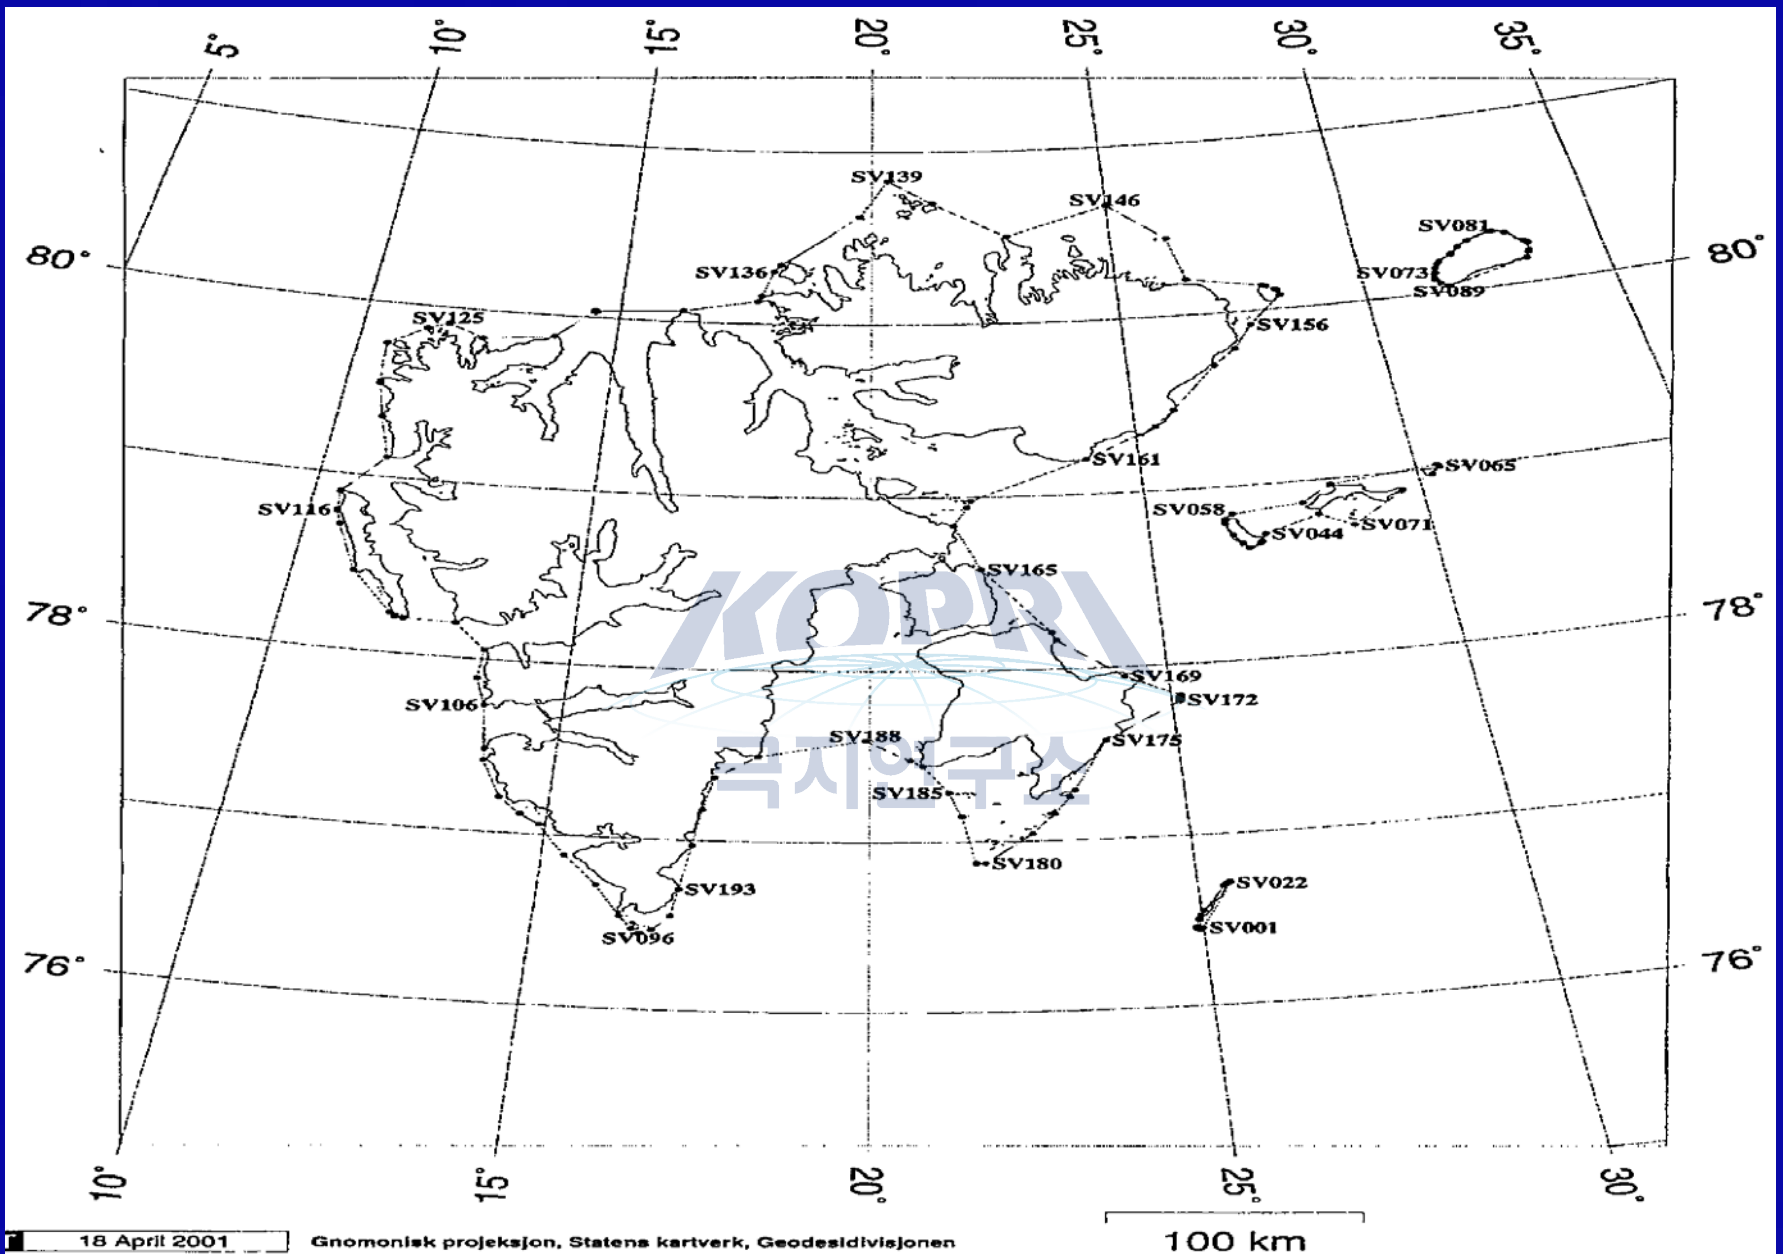 5° 10° 15° 20° 25° 30° 35°
SV139
SV146
SV081
80° 80°
SV136
SV073
SV089
SV125
SV156
SV161
SV065
SV116
SV058
SV071
SV044
SV165
KOPRI
78° 78°
SV169
SV172
SV106
SV188
SV175
극지연구소
SV185
SV180
SV193
SV022
SV096
SV001
76° 76°
10° 15° 20° 25° 30°
18 April 2001
Gnomonisk projeksjon, Statens kartverk, Geodesidivisjonen
100 km